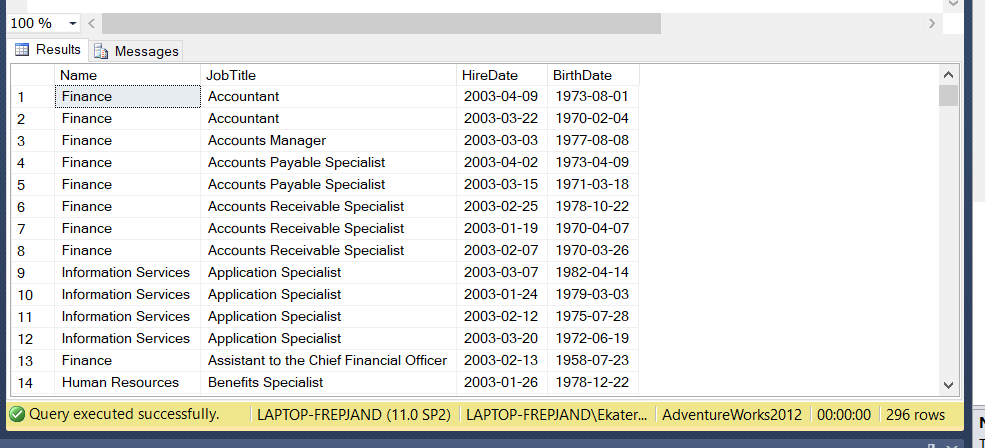 100 %
Results Messages
Name JobTitle HireDate BirthDate
1 Finance Accountant 2003-04-09 1973-08-01
2 Finance Accountant 2003-03-22 1970-02-04
3 Finance Accounts Manager 2003-03-03 1977-08-08
4 Finance Accounts Payable Specialist 2003-04-02 1973-04-09
5 Finance Accounts Payable Specialist 2003-03-15 1971-03-18
6 Finance Accounts Receivable Specialist 2003-02-25 1978-10-22
7 Finance Accounts Receivable Specialist 2003-01-19 1970-04-07
8 Finance Accounts Receivable Specialist 2003-02-07 1970-03-26
9 Information Services Application Specialist 2003-03-07 1982-04-14
10 Information Services Application Specialist 2003-01-24 1979-03-03
11 Information Services Application Specialist 2003-02-12 1975-07-28
12 Information Services Application Specialist 2003-03-20 1972-06-19
13 Finance Assistant to the Chief Financial Officer 2003-02-13 1958-07-23
14 Human Resources Benefits Specialist 2003-01-26 1978-12-22
Query executed successfully. LAPTOP-FREPJAND (11.0 SP2) LAPTOP-FREPJAND\Ekater... AdventureWorks2012 00:00:00 296 rows